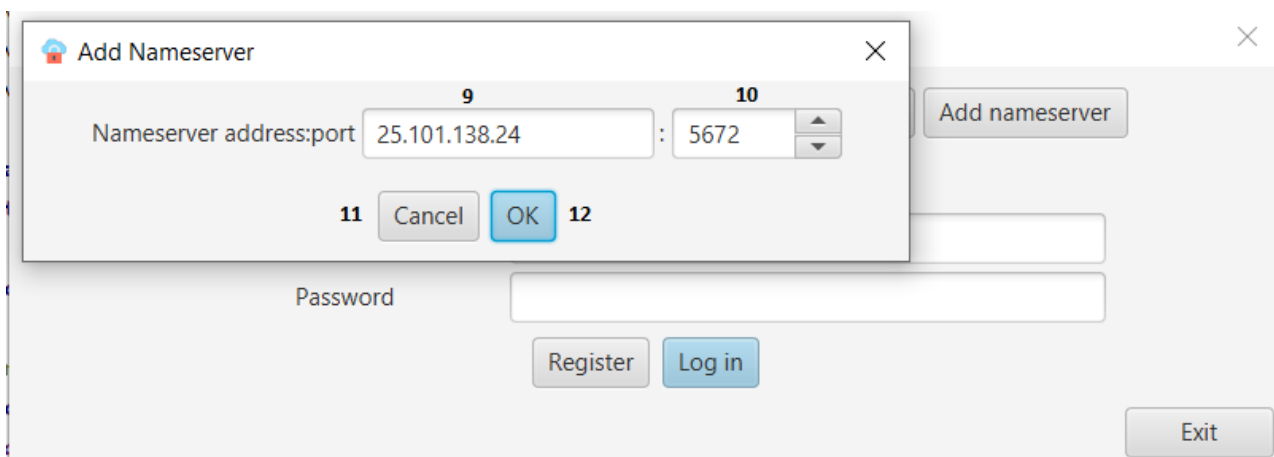 Add Nameserver
9 10
Nameserver address:port 25.101.138.24 : 5672
Add nameserver
11 Cancel OK 12
Password
Register Log in
Exit